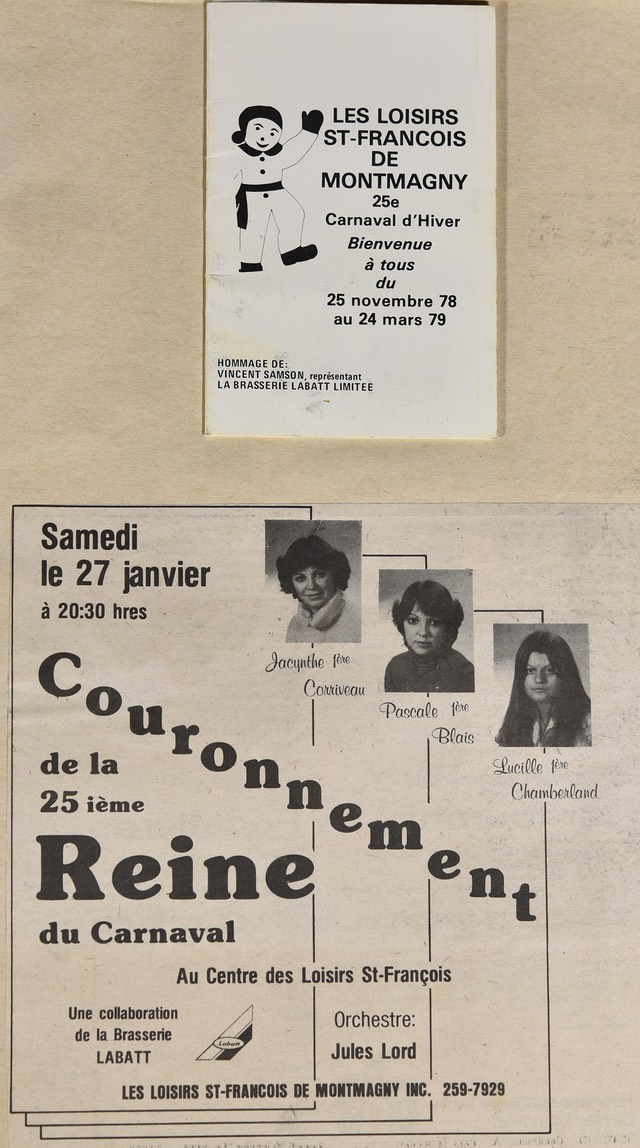 LES LOISIRS
ST-FRANCOIS
DE
MONTMAGNY
25e
Carnaval d'Hiver
Bienvenue
à tous
du
25 novembre 78
au 24 mars 79
HOMMAGE DE:
VINCENT SAMSON, représentant
LA BRASSERIE LABATT LIMITEE
Samedi
le 27 janvier
à 20:30 hres
Jacynthe 1ère
Corriveau
Pascale 1ère
Blais
Lucille 1ère
Chamberland
Couronnement
de la
25 ième
Reine
du Carnaval
Au Centre des Loisirs St-François
Une collaboration
de la Brasserie
LABATT
Labatt
Orchestre:
Jules Lord
LES LOISIRS ST-FRANCOIS DE MONTMAGNY INC. 259-7929